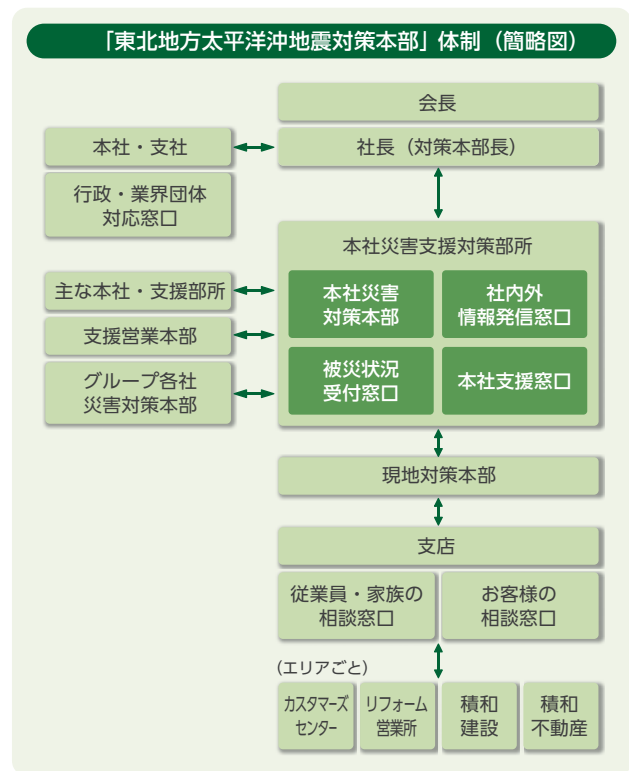 「東北地方太平洋沖地震対策本部」体制（簡略図）
会長
本社・支社
社長（対策本部長）
行政・業界団体
対応窓口
本社災害支援対策部所
主な本社・支援部所
支援営業本部
グループ各社
災害対策本部
本社災害
対策本部
社内外
情報発信窓口
被災状況
受付窓口
本社支援窓口
現地対策本部
支店
従業員・家族の
相談窓口
お客様の
相談窓口
(エリアごと)
カスタマーズ
センター
リフォーム
営業所
積和
建設
積和
不動産